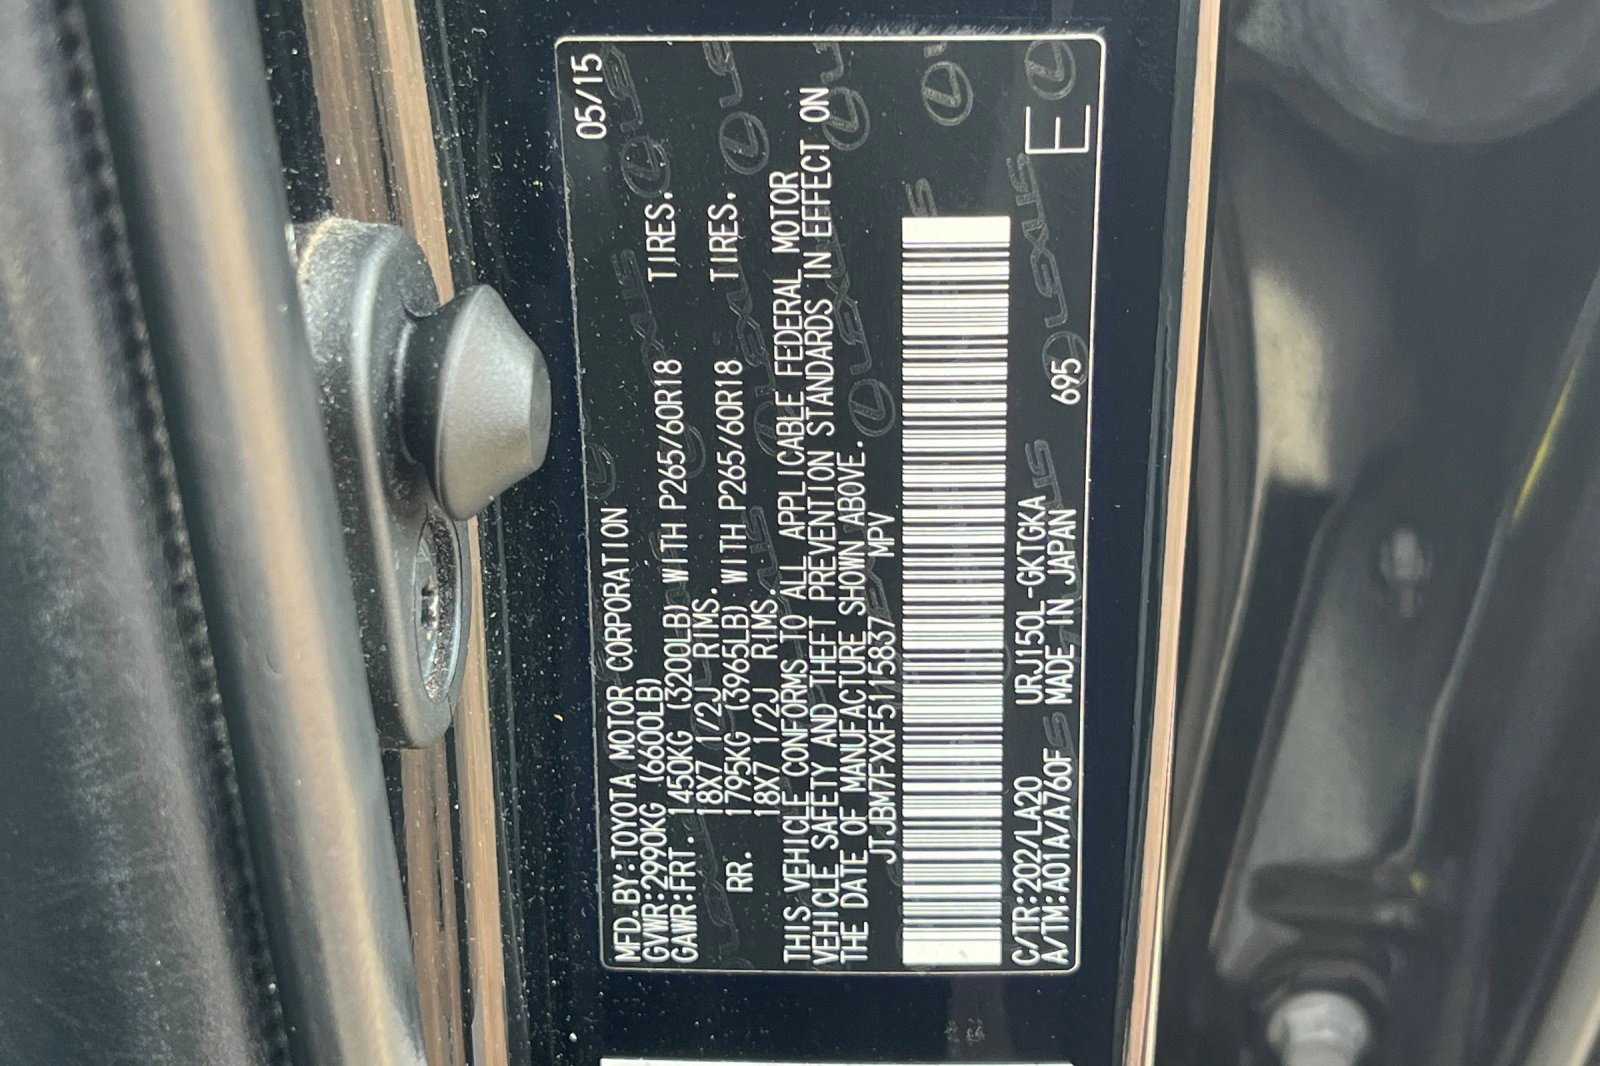 MFD.BY:TOYOTA MOTOR CORPORATION 05/15
GVWR:2990KG (6600LB)
GAWR:FRT. 1450KG (3200LB) WITH P265/60R18 TIRES.
18X7 1/2J RIMS.
RR. 1795KG (3965LB) WITH P265/60R18 TIRES.
18X7 1/2J RIMS.
THIS VEHICLE CONFORMS TO ALL APPLICABLE FEDERAL MOTOR
VEHICLE SAFETY AND THEFT PREVENTION STANDARDS IN EFFECT ON
THE DATE OF MANUFACTURE SHOWN ABOVE.
JTJBM7FXXF5115837 MPV
C/TR:202/LA20 URJ150L-GKTGKA
A/TM:A01A/A760F MADE IN JAPAN 695 E
LEXUS